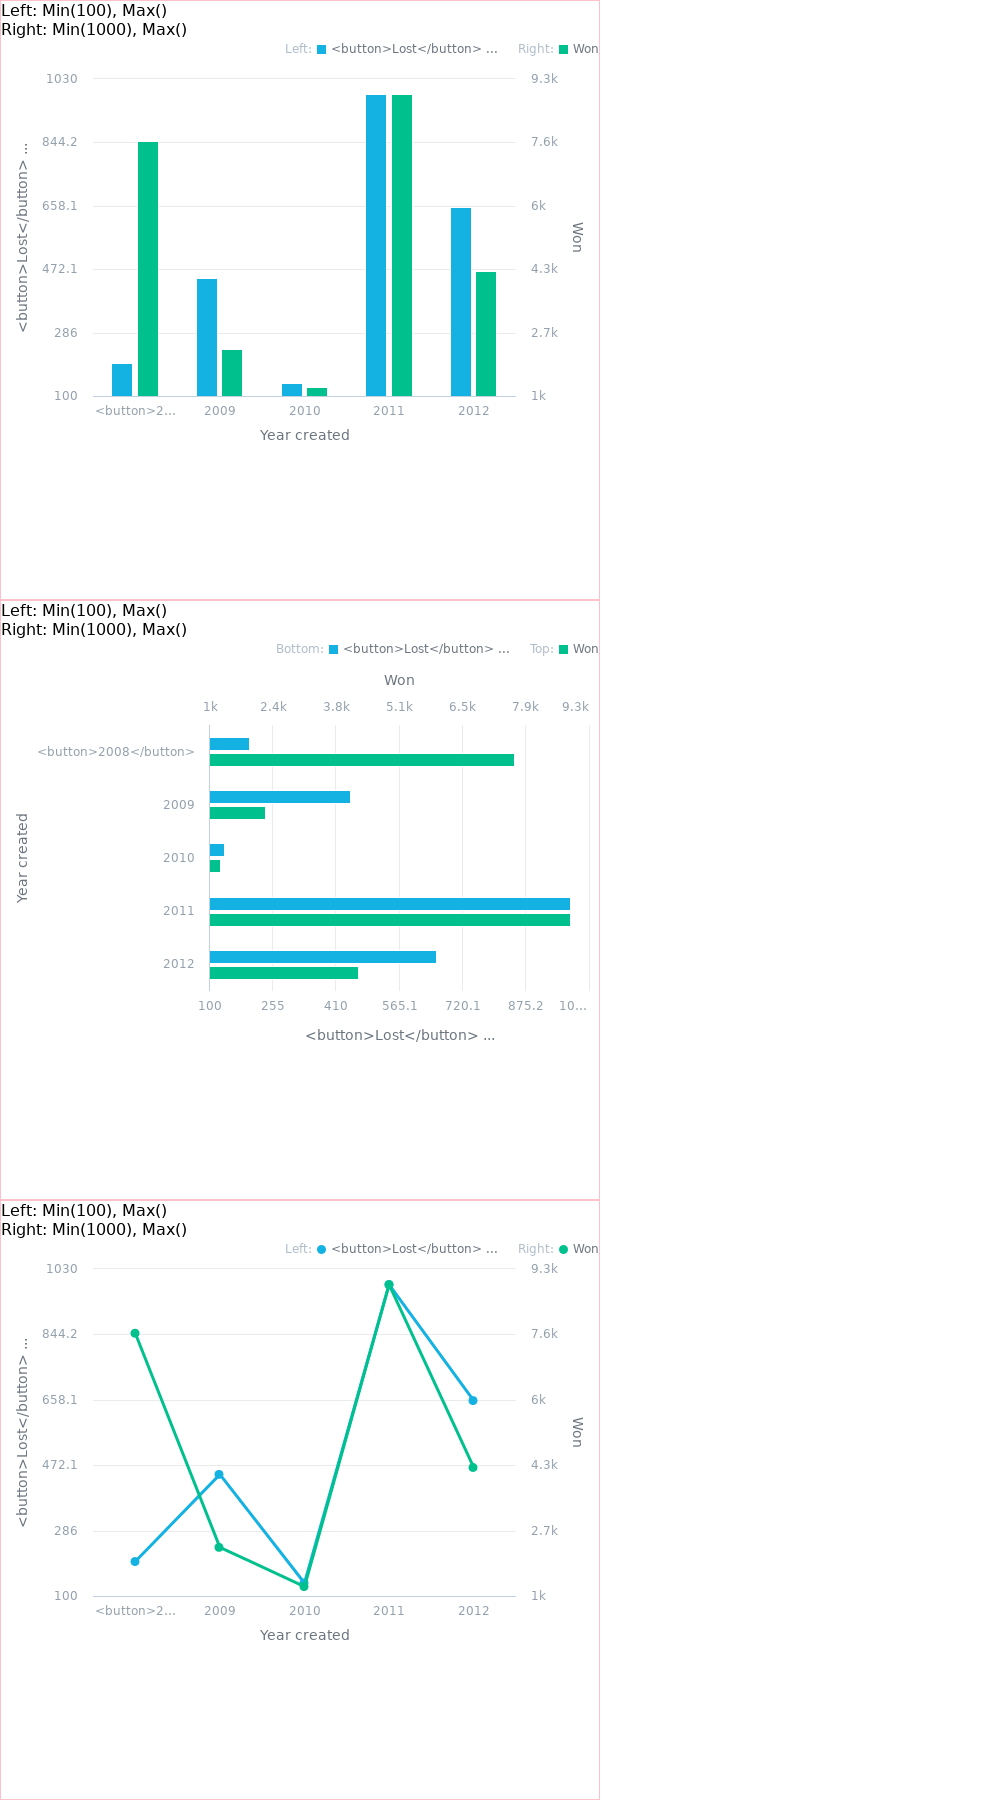 Left: Min(100), Max()
Right: Min(1000), Max()
Left: <button>Lost</button> ... Right: Won
1030 9.3k
844.2 7.6k
658.1 6k
472.1 4.3k
286 2.7k
100 1k
<button>Lost</button> ...
Won
<button>2... 2009 2010 2011 2012
Year created
Left: Min(100), Max()
Right: Min(1000), Max()
Bottom: <button>Lost</button> ... Top: Won
Won
1k 2.4k 3.8k 5.1k 6.5k 7.9k 9.3k
<button>2008</button>
2009
2010
2011
2012
Year created
100 255 410 565.1 720.1 875.2 10...
<button>Lost</button> ...
Left: Min(100), Max()
Right: Min(1000), Max()
Left: <button>Lost</button> ... Right: Won
1030 9.3k
844.2 7.6k
658.1 6k
472.1 4.3k
286 2.7k
100 1k
<button>Lost</button> ...
Won
<button>2... 2009 2010 2011 2012
Year created